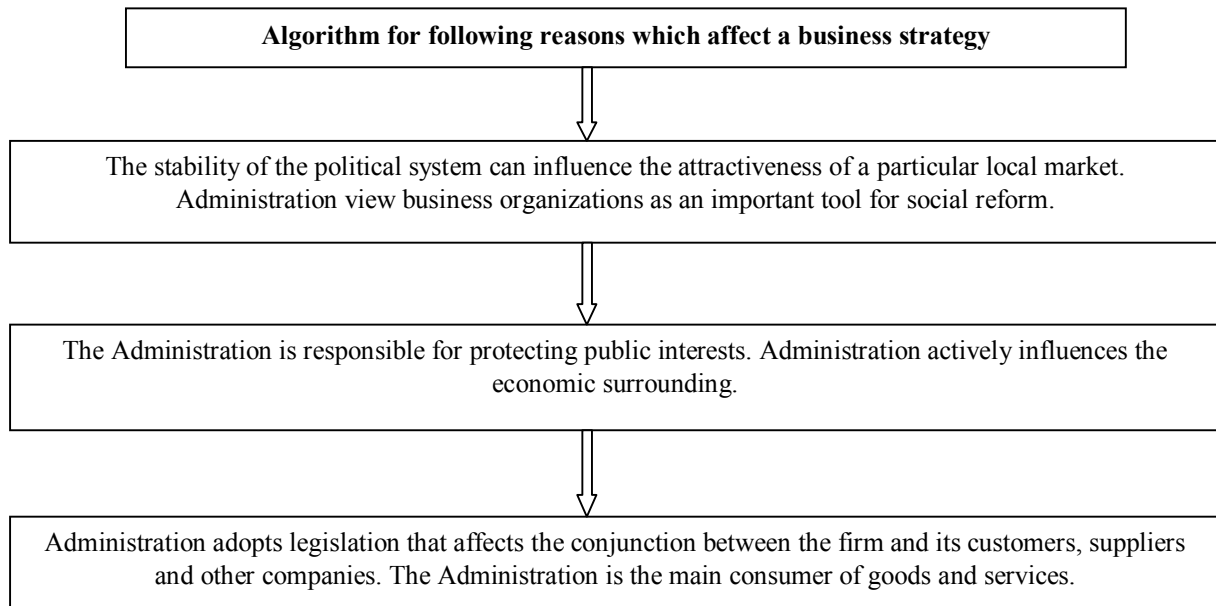 Algorithm for following reasons which affect a business strategy
The stability of the political system can influence the attractiveness of a particular local market.
Administration view business organizations as an important tool for social reform.
The Administration is responsible for protecting public interests. Administration actively influences the
economic surrounding.
Administration adopts legislation that affects the conjunction between the firm and its customers, suppliers
and other companies. The Administration is the main consumer of goods and services.